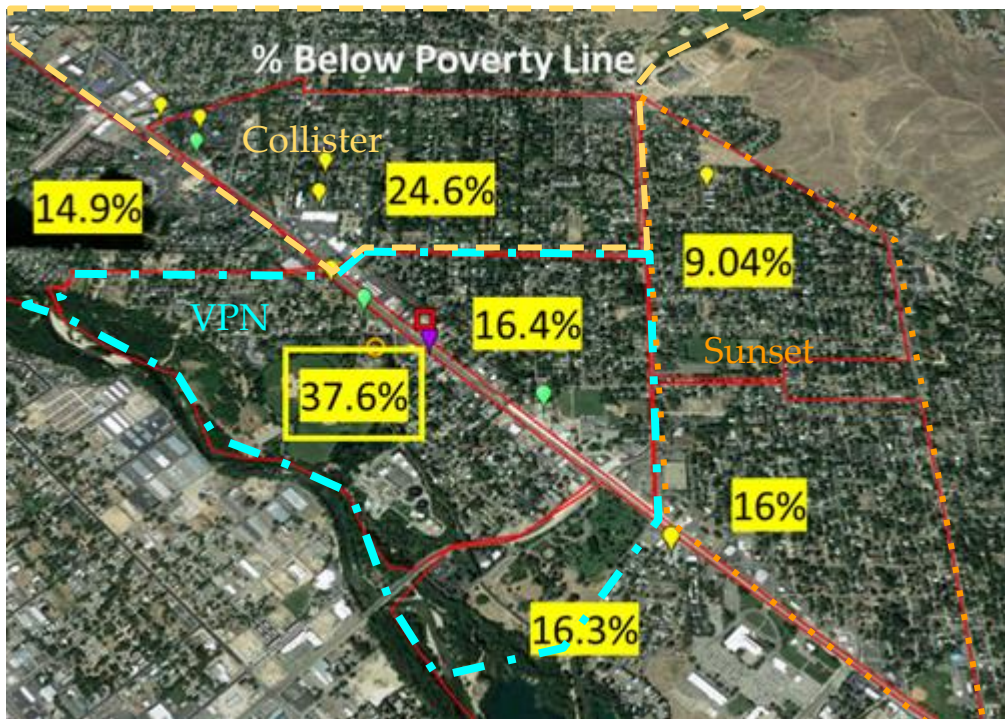 % Below Poverty Line
Collister
24.6%
14.9%
9.04%
VPN
16.4%
Sunset
37.6%
16%
16.3%